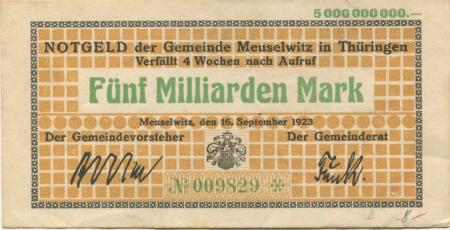 5 000 000 000.—
NOTGELD der Gemeinde Meuselwitz in Thüringen
Verfällt 4 Wochen nach Aufruf
Fünf Milliarden Mark
Meuselwitz, den 16. September 1923
Der Gemeindevorsteher Der Gemeinderat
№ 009829 ※
8.-